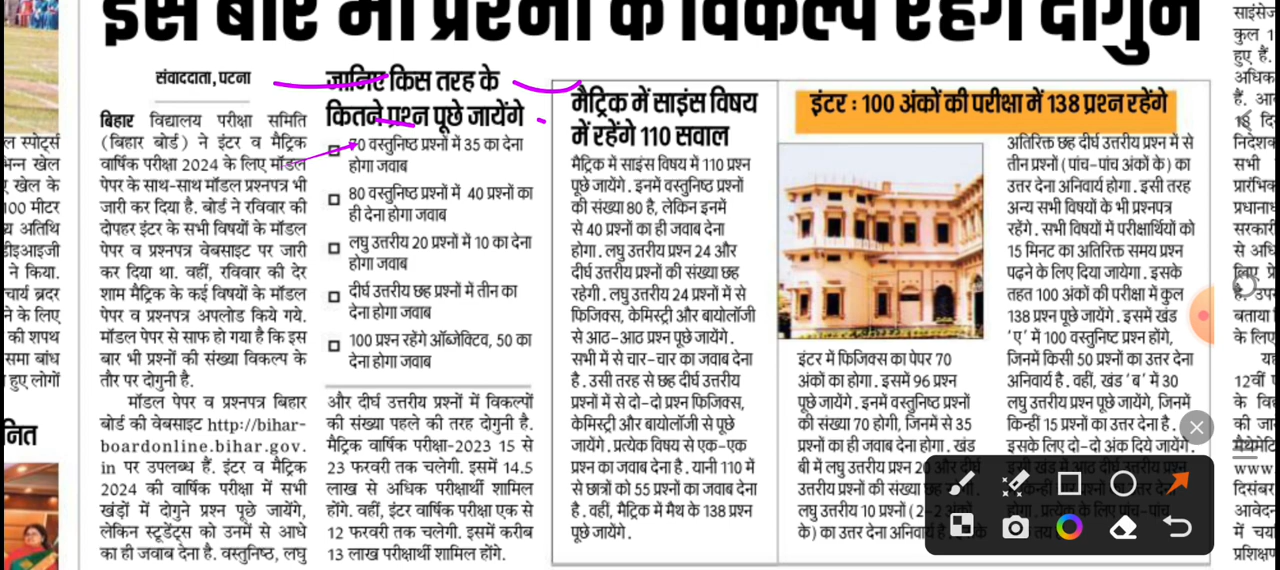 इस बार भी प्रश्नों के विकल्प रहेंगे दोगुने
संवाददाता, पटना
बिहार विद्यालय परीक्षा समिति
(बिहार बोर्ड) ने इंटर व मैट्रिक
वार्षिक परीक्षा 2024 के लिए मॉडल
पेपर के साथ-साथ मॉडल प्रश्नपत्र भी
जारी कर दिया है. बोर्ड ने रविवार की
दोपहर इंटर के सभी विषयों के मॉडल
पेपर व प्रश्नपत्र वेबसाइट पर जारी
कर दिया था. वहीं, रविवार की देर
शाम मैट्रिक के कई विषयों के मॉडल
पेपर व प्रश्नपत्र अपलोड किये गये.
मॉडल पेपर से साफ हो गया है कि इस
बार भी प्रश्नों की संख्या विकल्प के
तौर पर दोगुनी है.
मॉडल पेपर व प्रश्नपत्र बिहार
बोर्ड की वेबसाइट http://bihar-
boardonline.bihar.gov.
in पर उपलब्ध हैं. इंटर व मैट्रिक
2024 की वार्षिक परीक्षा में सभी
खंडों में दोगुने प्रश्न पूछे जायेंगे,
लेकिन स्टूडेंट्स को उनमें से आधे
का ही जवाब देना है. वस्तुनिष्ठ, लघु
जानिए किस तरह के
कितने प्रश्न पूछे जायेंगे
70 वस्तुनिष्ठ प्रश्नों में 35 का देना
होगा जवाब
80 वस्तुनिष्ठ प्रश्नों में 40 प्रश्नों का
ही देना होगा जवाब
लघु उत्तरीय 20 प्रश्नों में 10 का देना
होगा जवाब
दीर्घ उत्तरीय छह प्रश्नों में तीन का
देना होगा जवाब
100 प्रश्न रहेंगे ऑब्जेक्टिव, 50 का
देना होगा जवाब
और दीर्घ उत्तरीय प्रश्नों में विकल्पों
की संख्या पहले की तरह दोगुनी है.
मैट्रिक वार्षिक परीक्षा-2023 15 से
23 फरवरी तक चलेगी. इसमें 14.5
लाख से अधिक परीक्षार्थी शामिल
होंगे. वहीं, इंटर वार्षिक परीक्षा एक से
12 फरवरी तक चलेगी. इसमें करीब
13 लाख परीक्षार्थी शामिल होंगे.
मैट्रिक में साइंस विषय
में रहेंगे 110 सवाल
मैट्रिक में साइंस विषय में 110 प्रश्न
पूछे जायेंगे. इनमें वस्तुनिष्ठ प्रश्नों
की संख्या 80 है, लेकिन इनमें
से 40 प्रश्नों का ही जवाब देना
होगा. लघु उत्तरीय प्रश्न 24 और
दीर्घ उत्तरीय प्रश्नों की संख्या छह
रहेगी. लघु उत्तरीय 24 प्रश्नों में से
फिजिक्स, केमिस्ट्री और बायोलॉजी
से आठ-आठ प्रश्न पूछे जायेंगे.
सभी में से चार-चार का जवाब देना
है. उसी तरह से छह दीर्घ उत्तरीय
प्रश्नों में से दो-दो प्रश्न फिजिक्स,
केमिस्ट्री और बायोलॉजी से पूछे
जायेंगे. प्रत्येक विषय से एक-एक
प्रश्न का जवाब देना है. यानी 110 में
से छात्रों को 55 प्रश्नों का जवाब देना
है. वहीं, मैट्रिक में मैथ के 138 प्रश्न
पूछे जायेंगे.
इंटर : 100 अंकों की परीक्षा में 138 प्रश्न रहेंगे
इंटर में फिजिक्स का पेपर 70
अंकों का होगा. इसमें 96 प्रश्न
पूछे जायेंगे. इनमें वस्तुनिष्ठ प्रश्नों
की संख्या 70 होगी, जिनमें से 35
प्रश्नों का ही जवाब देना होगा. खंड
बी में लघु उत्तरीय प्रश्न 20 और दीर्घ
उत्तरीय प्रश्नों की संख्या छह
लघु उत्तरीय 10 प्रश्नों (2-2 अंकों
के) का उत्तर देना अनिवार्य है
अतिरिक्त छह दीर्घ उत्तरीय प्रश्न में से
तीन प्रश्नों (पांच-पांच अंकों के) का
उत्तर देना अनिवार्य होगा. इसी तरह
अन्य सभी विषयों के भी प्रश्नपत्र
रहेंगे. सभी विषयों में परीक्षार्थियों को
15 मिनट का अतिरिक्त समय प्रश्न
पढ़ने के लिए दिया जायेगा. इसके
तहत 100 अंकों की परीक्षा में कुल
138 प्रश्न पूछे जायेंगे. इसमें खंड
'ए' में 100 वस्तुनिष्ठ प्रश्न होंगे,
जिनमें किसी 50 प्रश्नों का उत्तर देना
अनिवार्य है. वहीं, खंड 'ब' में 30
लघु उत्तरीय प्रश्न पूछे जायेंगे, जिनमें
किन्हीं 15 प्रश्नों का उत्तर देना है.
इसके लिए दो-दो अंक दिये जायेंगे.
इसी खंड में आठ दीर्घ उत्तरीय प्रश्न